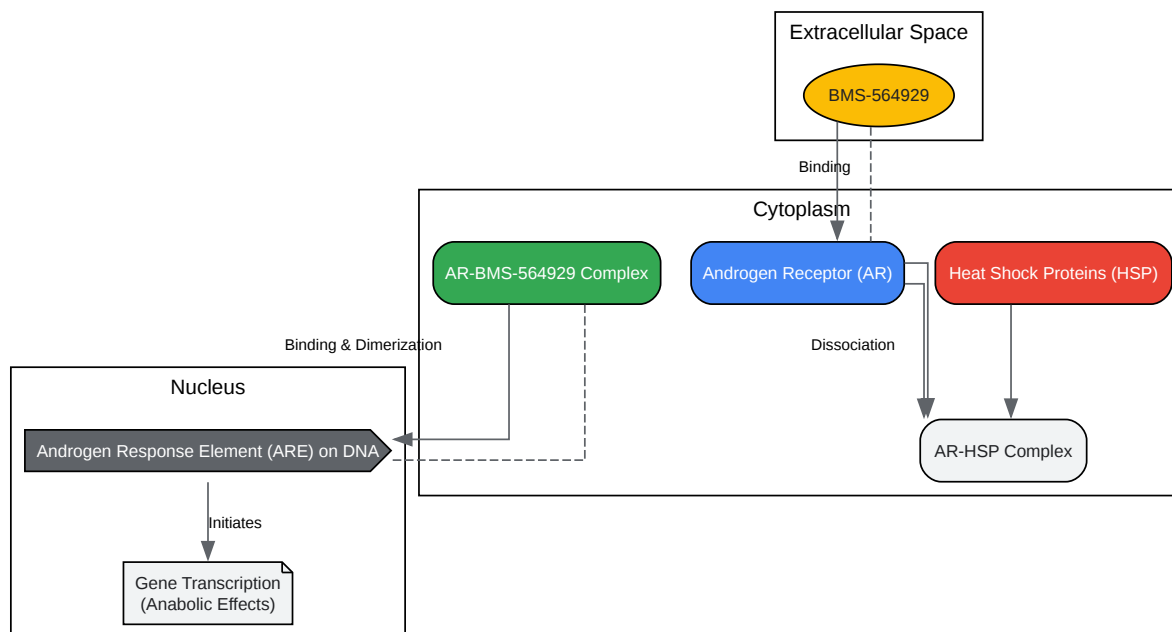 Extracellular Space
BMS-564929
Binding
Cytoplasm
AR-BMS-564929 Complex
Androgen Receptor (AR)
Heat Shock Proteins (HSP)
Binding & Dimerization
Dissociation
Nucleus
Androgen Response Element (ARE) on DNA
AR-HSP Complex
Initiates
Gene Transcription
(Anabolic Effects)